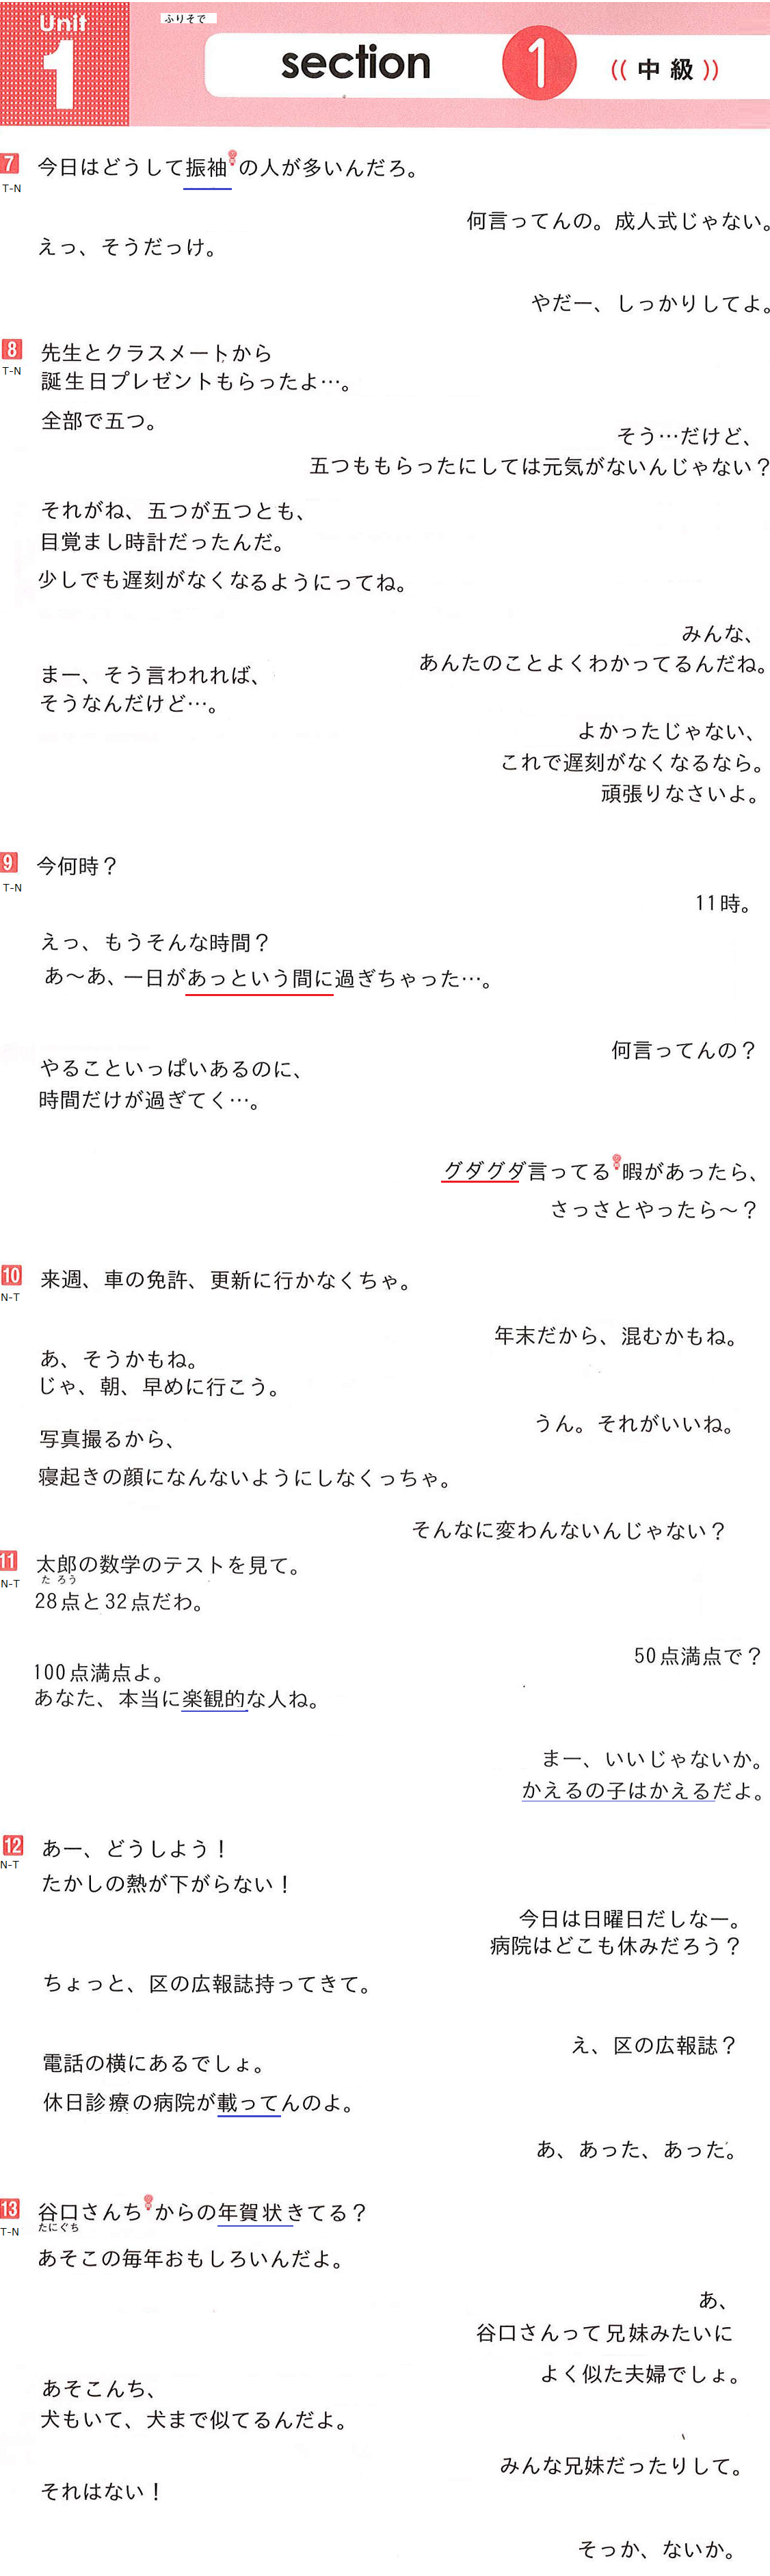 Unit
1
ふりそで
section 1 ((中級))
7 今日はどうして振袖の人が多いんだろ。
T-N
何言ってんの。成人式じゃない。
えっ、そうだっけ。
やだー、しっかりしてよ。
8 先生とクラスメートから
T-N
誕生日プレゼントもらったよ…。
全部で五つ。
そう…だけど、
五つももらったにしては元気がないんじゃない?
それがね、五つが五つとも、
目覚まし時計だったんだ。
少しでも遅刻がなくなるようにってね。
みんな、
あんたのことよくわかってるんだね。
まー、そう言われれば、
そうなんだけど…。
よかったじゃない、
これで遅刻がなくなるなら。
頑張りなさいよ。
9 今何時?
T-N
11時。
えっ、もうそんな時間?
あ〜あ、一日があっという間に過ぎちゃった…。
何言ってんの?
やることいっぱいあるのに、
時間だけが過ぎてく…。
グダグダ言ってる暇があったら、
さっさとやったら〜?
10 来週、車の免許、更新に行かなくちゃ。
N-T
年末だから、混むかもね。
あ、そうかもね。
じゃ、朝、早めに行こう。
うん。それがいいね。
写真撮るから、
寝起きの顔になんないようにしなくっちゃ。
そんなに変わんないんじゃない?
11 太郎の数学のテストを見て。
たろう
N-T
28点と32点だわ。
50点満点で?
100点満点よ。
あなた、本当に楽観的な人ね。
まー、いいじゃないか。
かえるの子はかえるだよ。
12 あー、どうしよう!
N-T
たかしの熱が下がらない!
今日は日曜日だしなー。
病院はどこも休みだろう?
ちょっと、区の広報誌持ってきて。
え、区の広報誌?
電話の横にあるでしょ。
休日診療の病院が載ってんのよ。
あ、あった、あった。
13 谷口さんちからの年賀状きてる?
たにぐち
T-N
あそこの毎年おもしろいんだよ。
あ、
谷口さんって兄妹みたいに
よく似た夫婦でしょ。
あそこんち、
犬もいて、犬まで似てるんだよ。
みんな兄妹だったりして。
それはない!
そっか、ないか。